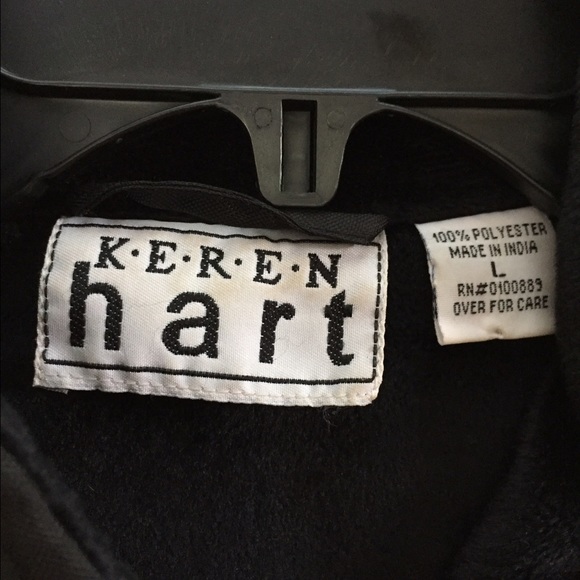 K·E·R·E·N
hart
100% POLYESTER
MADE IN INDIA
L
RN#0100889
OVER FOR CARE